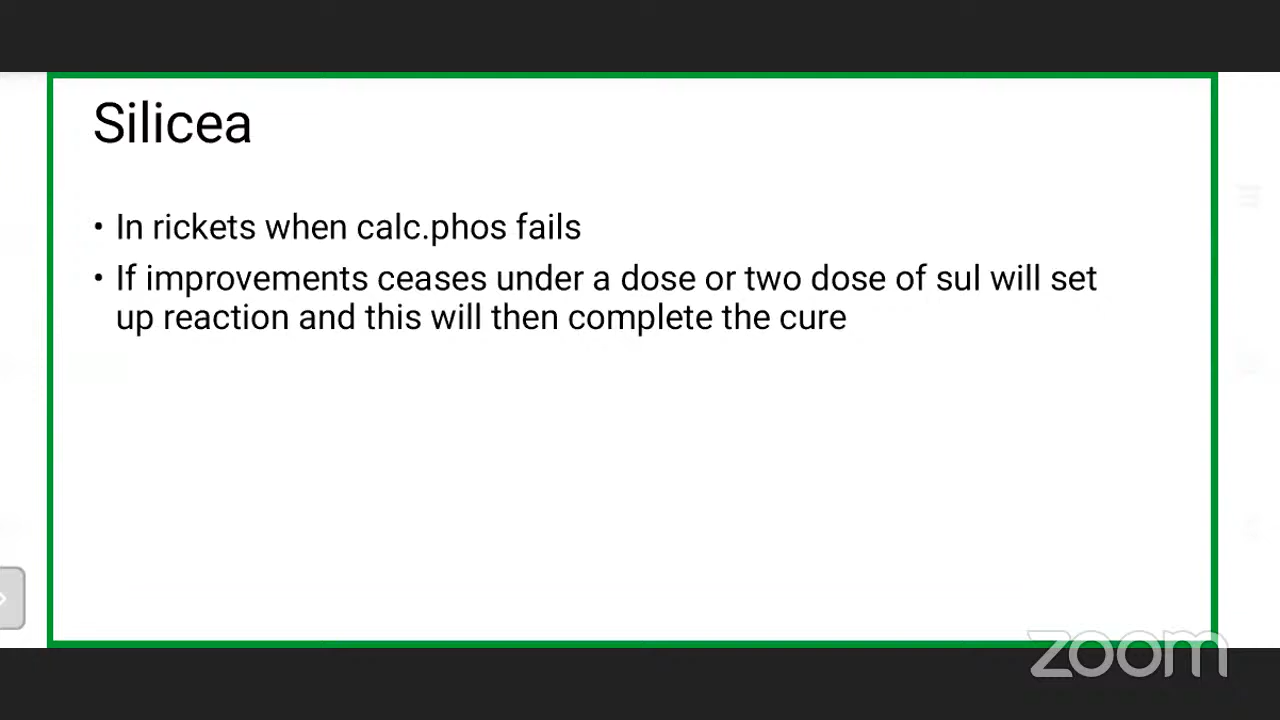 Silicea
• In rickets when calc.phos fails
• If improvements ceases under a dose or two dose of sul will set
up reaction and this will then complete the cure
zoom